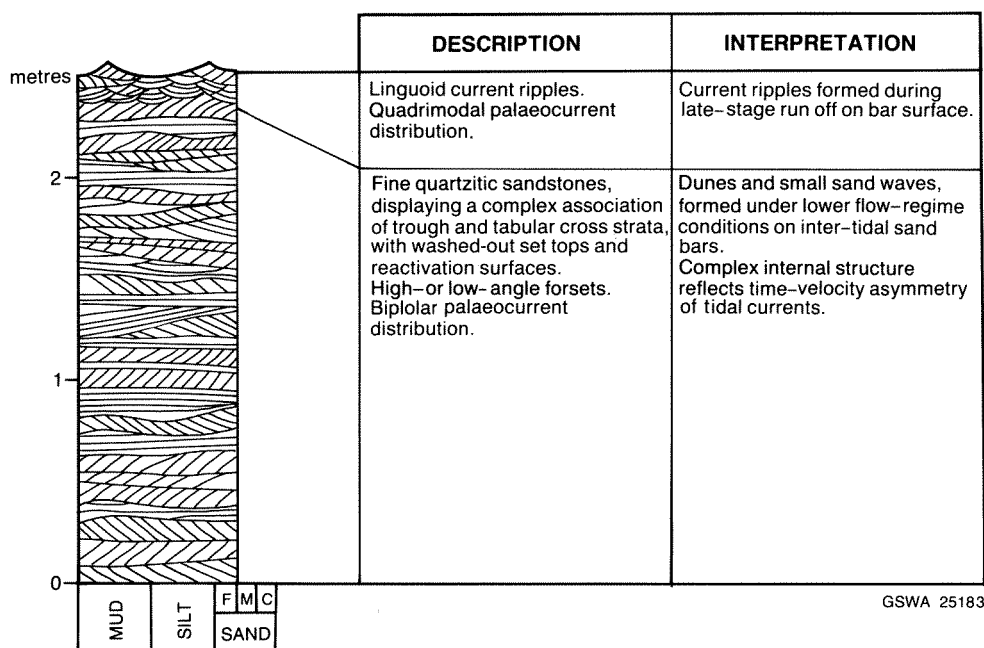 DESCRIPTION
INTERPRETATION
metres
Linguoid current ripples.
Quadrimodal palaeocurrent
distribution.
Current ripples formed during
late-stage run off on bar surface.
2
Fine quartzitic sandstones,
displaying a complex association
of trough and tabular cross strata,
with washed-out set tops and
reactivation surfaces.
High-or low-angle forsets.
Biplolar palaeocurrent
distribution.
Dunes and small sand waves,
formed under lower flow-regime
conditions on inter-tidal sand
bars.
Complex internal structure
reflects time-velocity asymmetry
of tidal currents.
1
0
MUD
SILT
F M C
SAND
GSWA 25183